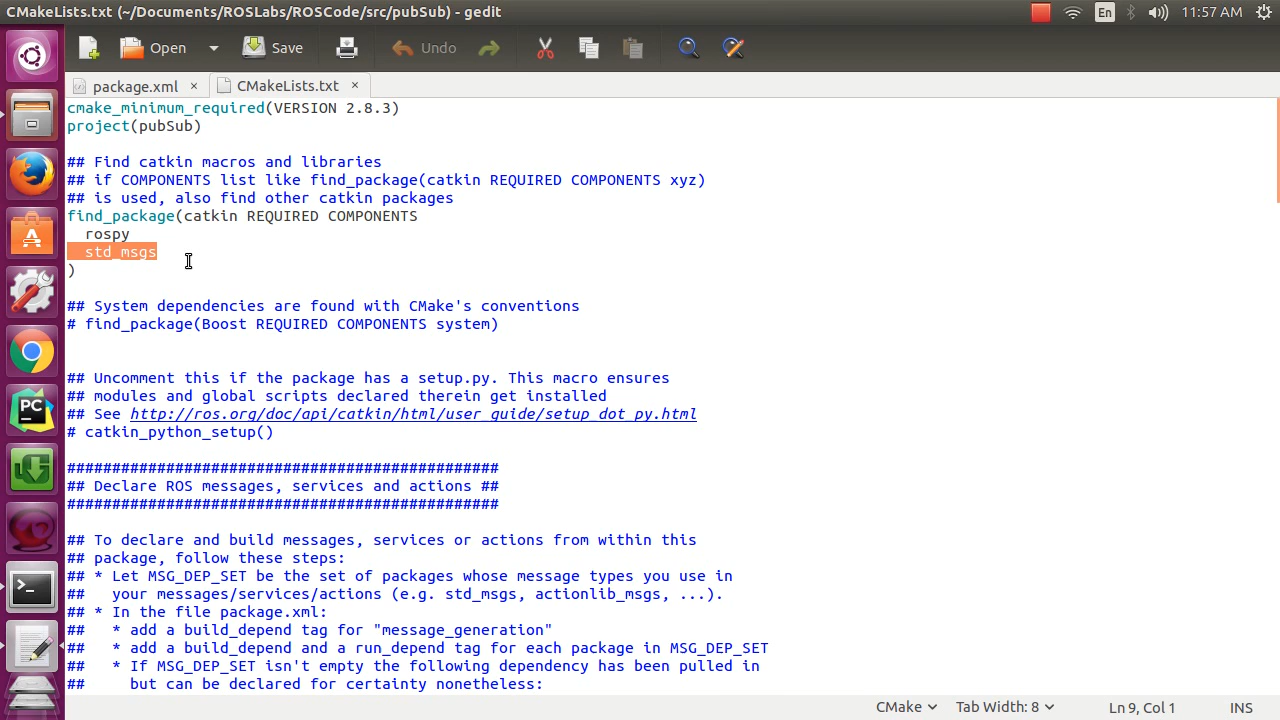 CMakeLists.txt (~/Documents/ROSLabs/ROSCode/src/pubSub) - gedit
En
11:57 AM
Open
Save
Undo
package.xml ×
CMakeLists.txt ×
cmake_minimum_required(VERSION 2.8.3)
project(pubSub)
## Find catkin macros and libraries
## if COMPONENTS list like find_package(catkin REQUIRED COMPONENTS xyz)
## is used, also find other catkin packages
find_package(catkin REQUIRED COMPONENTS
rospy
std_msgs
)
## System dependencies are found with CMake's conventions
# find_package(Boost REQUIRED COMPONENTS system)
## Uncomment this if the package has a setup.py. This macro ensures
## modules and global scripts declared therein get installed
## See http://ros.org/doc/api/catkin/html/user_guide/setup_dot_py.html
# catkin_python_setup()
################################################
## Declare ROS messages, services and actions ##
################################################
## To declare and build messages, services or actions from within this
## package, follow these steps:
## * Let MSG_DEP_SET be the set of packages whose message types you use in
##   your messages/services/actions (e.g. std_msgs, actionlib_msgs, ...).
## * In the file package.xml:
##   * add a build_depend tag for "message_generation"
##   * add a build_depend and a run_depend tag for each package in MSG_DEP_SET
##   * If MSG_DEP_SET isn't empty the following dependency has been pulled in
##     but can be declared for certainty nonetheless:
PC
>_
CMake
Tab Width: 8
Ln 9, Col 1
INS